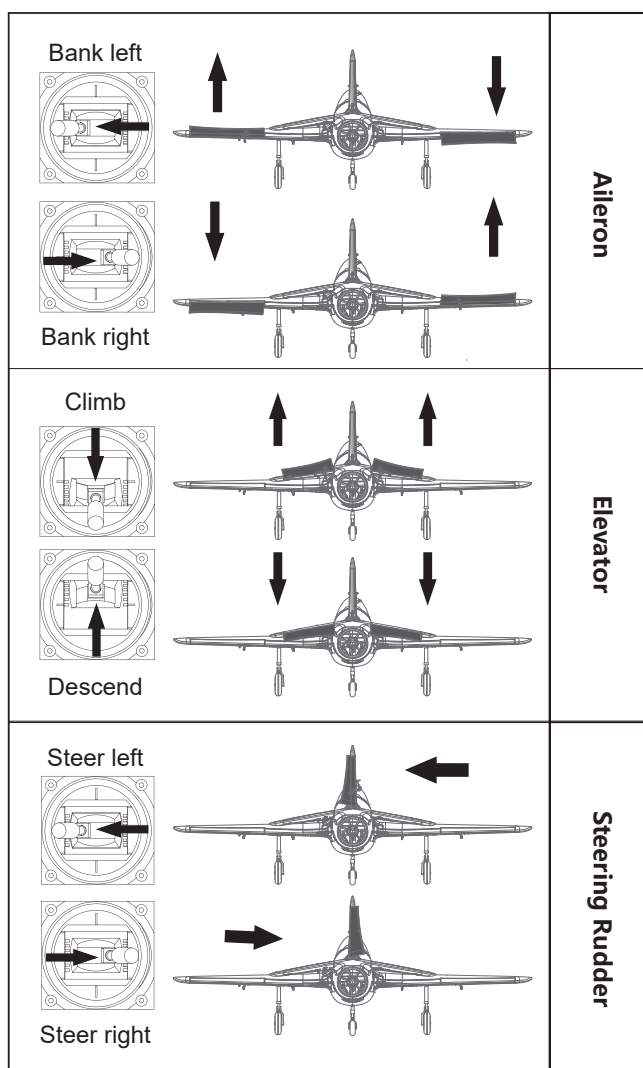 Bank left
Bank right
Aileron
Climb
Descend
Elevator
Steer left
Steer right
Steering Rudder